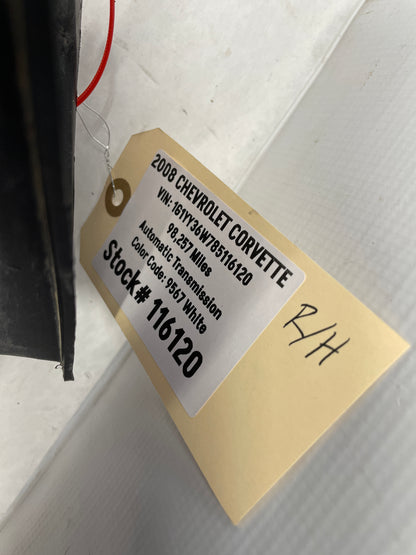 2008 CHEVROLET CORVETTE
VIN: 1G1YY36W785116120
98,257 Miles
Automatic Transmission
Color Code: 9567 White
Stock# 116120
R/H